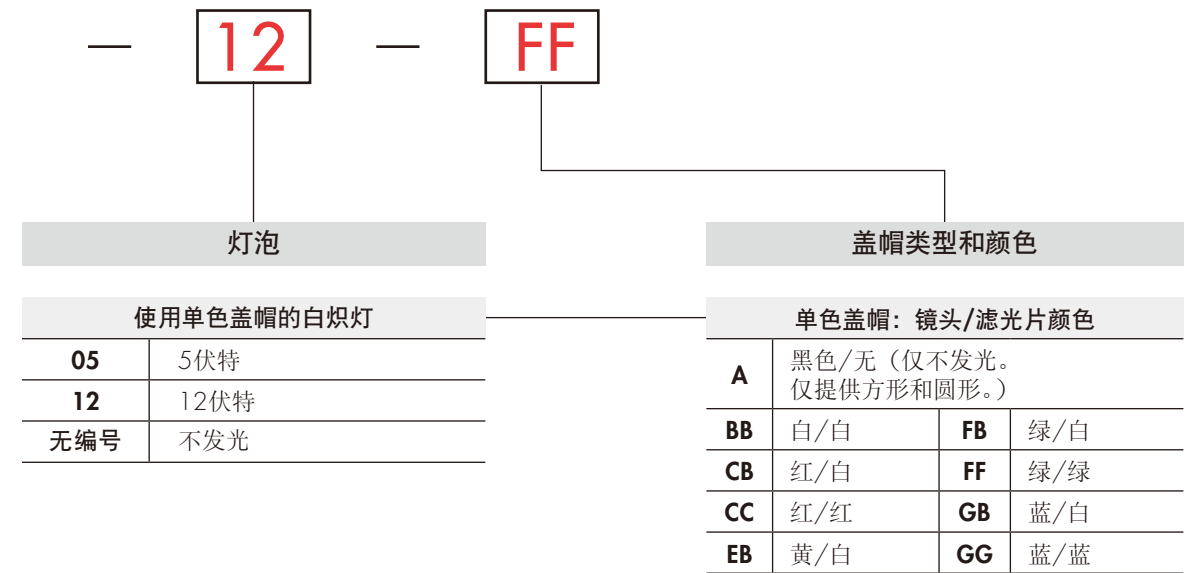 — 12 — FF
灯泡
盖帽类型和颜色
使用单色盖帽的白炽灯
05 5伏特
12 12伏特
无编号 不发光
单色盖帽：镜头/滤光片颜色
A 黑色/无（仅不发光。
仅提供方形和圆形。）
BB 白/白 FB 绿/白
CB 红/白 FF 绿/绿
CC 红/红 GB 蓝/白
EB 黄/白 GG 蓝/蓝